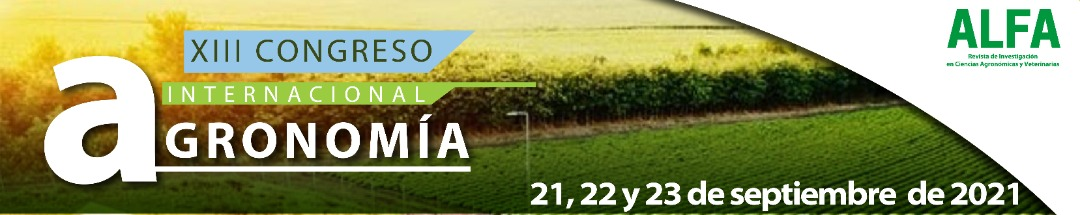 XIII CONGRESO
INTERNACIONAL
aGRONOMÍA
21, 22 y 23 de septiembre de 2021
ALFA
Revista de Investigación
en Ciencias Agronómicas y Veterinarias